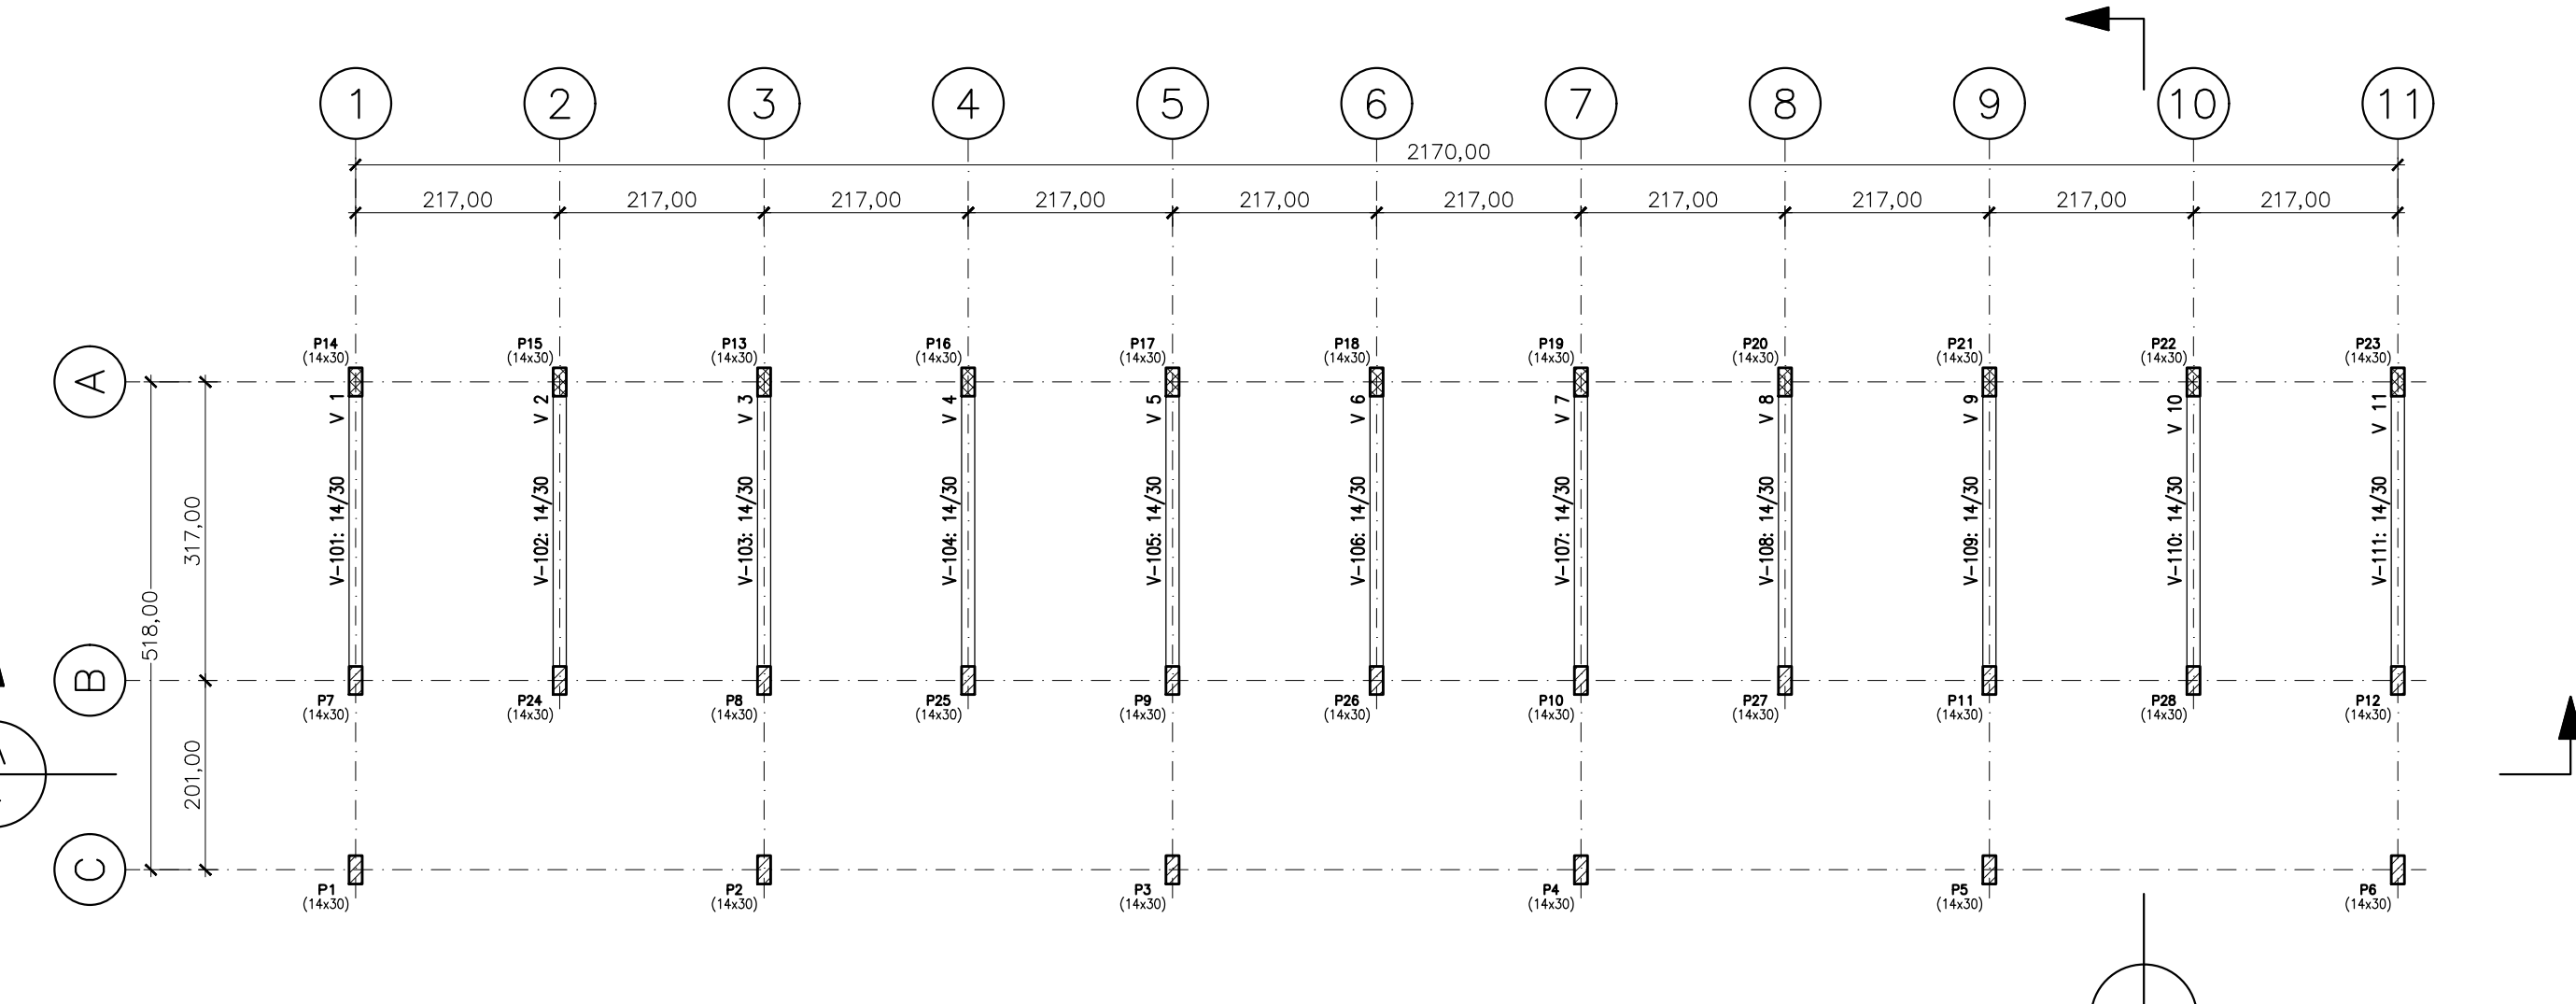 1 2 3 4 5 6 7 8 9 10 11
2170,00
217,00 217,00 217,00 217,00 217,00 217,00 217,00 217,00 217,00 217,00
P14 P15 P13 P16 P17 P18 P19 P20 P21 P22 P23
(14x30) (14x30) (14x30) (14x30) (14x30) (14x30) (14x30) (14x30) (14x30) (14x30) (14x30)
A
V 1 V 2 V 3 V 4 V 5 V 6 V 7 V 8 V 9 V 10 V 11
V-101: 14/30 V-102: 14/30 V-103: 14/30 V-104: 14/30 V-105: 14/30 V-106: 14/30 V-107: 14/30 V-108: 14/30 V-109: 14/30 V-110: 14/30 V-111: 14/30
317,00
518,00
B
P7 P24 P8 P25 P9 P26 P10 P27 P11 P28 P12
(14x30) (14x30) (14x30) (14x30) (14x30) (14x30) (14x30) (14x30) (14x30) (14x30) (14x30)
201,00
C
P1 P2 P3 P4 P5 P6
(14x30) (14x30) (14x30) (14x30) (14x30) (14x30)